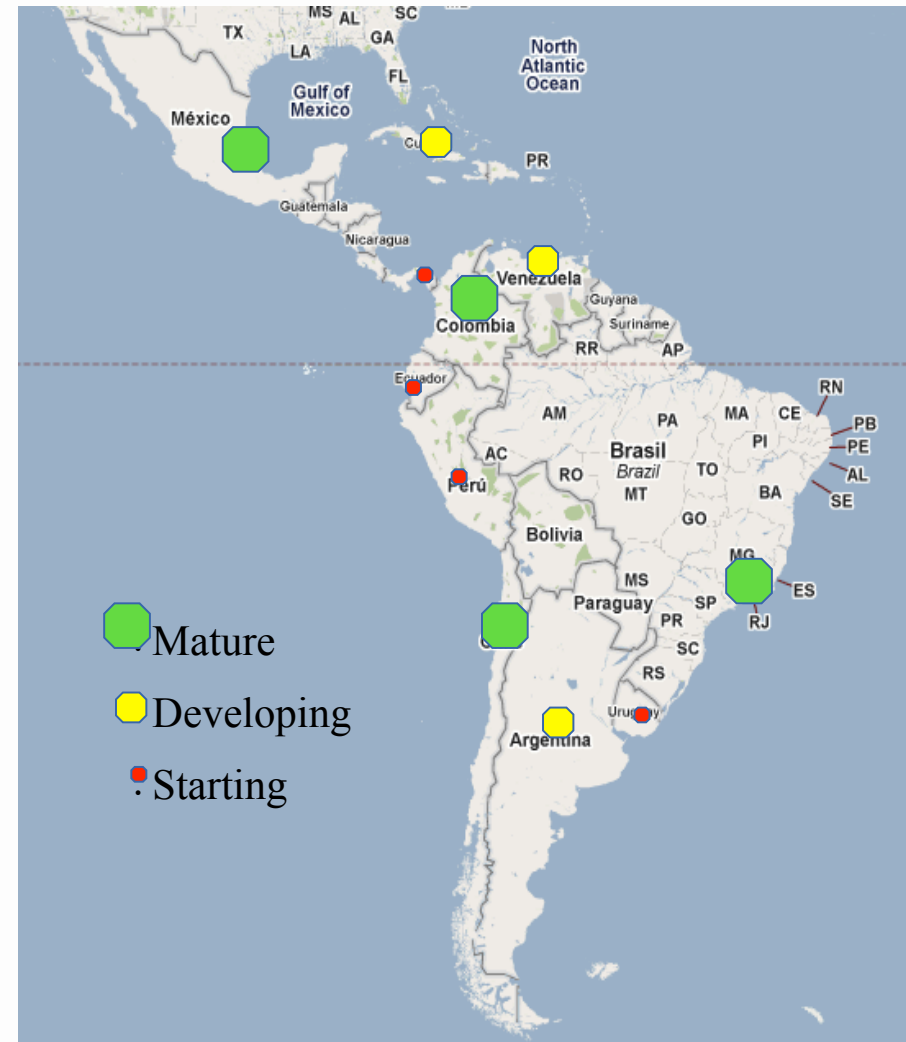 MS
AL
SC
TX
GA
LA
FL
North
Atlantic
Ocean
Gulf of
Mexico
México
PR
Guatemala
Nicaragua
Venezuela
Guyana
Suriname
Colombia
RR
AP
Ecuador
RN
AM
PA
MA
CE
PB
PI
PE
Brasil
Brazil
AC
RO
TO
AL
Perú
MT
BA
SE
GO
Bolivia
MG
MS
ES
Paraguay
SP
PR
RJ
SC
RS
Uruguay
Argentina
Mature
Developing
Starting